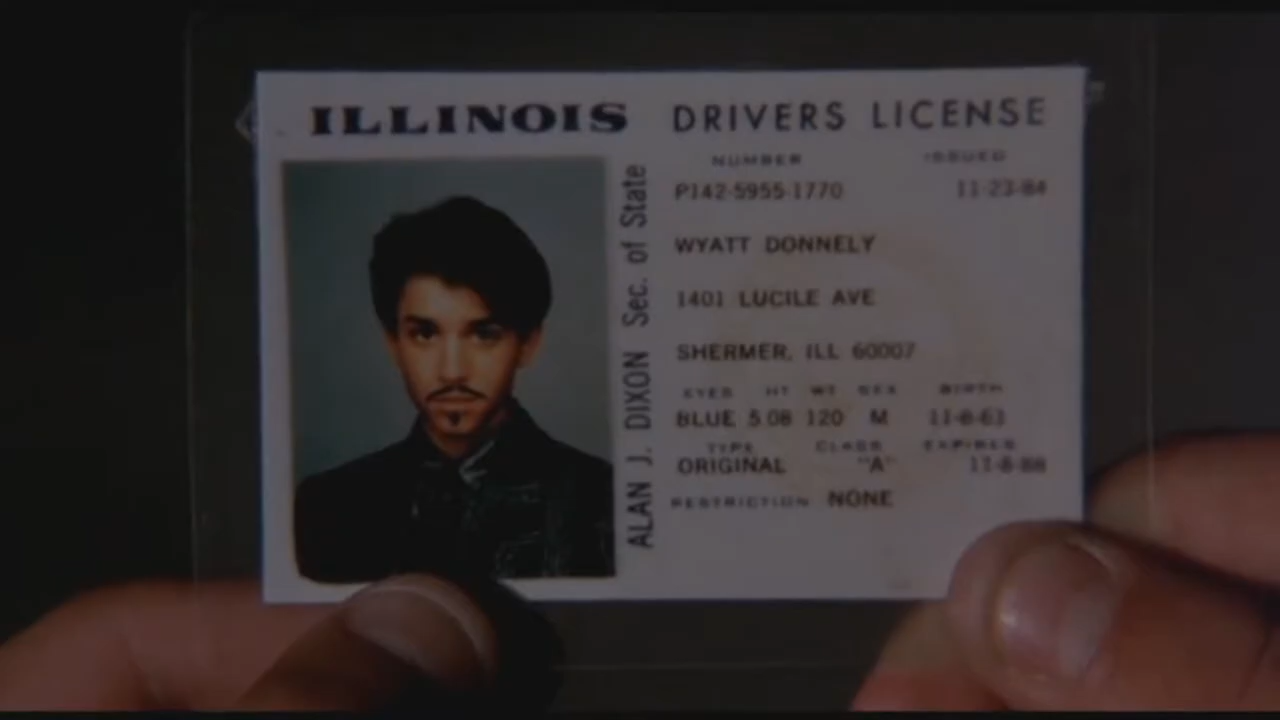 ILLINOIS DRIVERS LICENSE
NUMBER ISSUED
P142-5955-1770 11-23-84
WYATT DONNELY
1401 LUCILE AVE
SHERMER, ILL 60007
EYES HT WT SEX BIRTH
BLUE 5 08 120 M 11-8-63
TYPE CLASS EXPIRES
ORIGINAL "A" 11-8-88
RESTRICTION NONE
ALAN J. DIXON Sec. of State